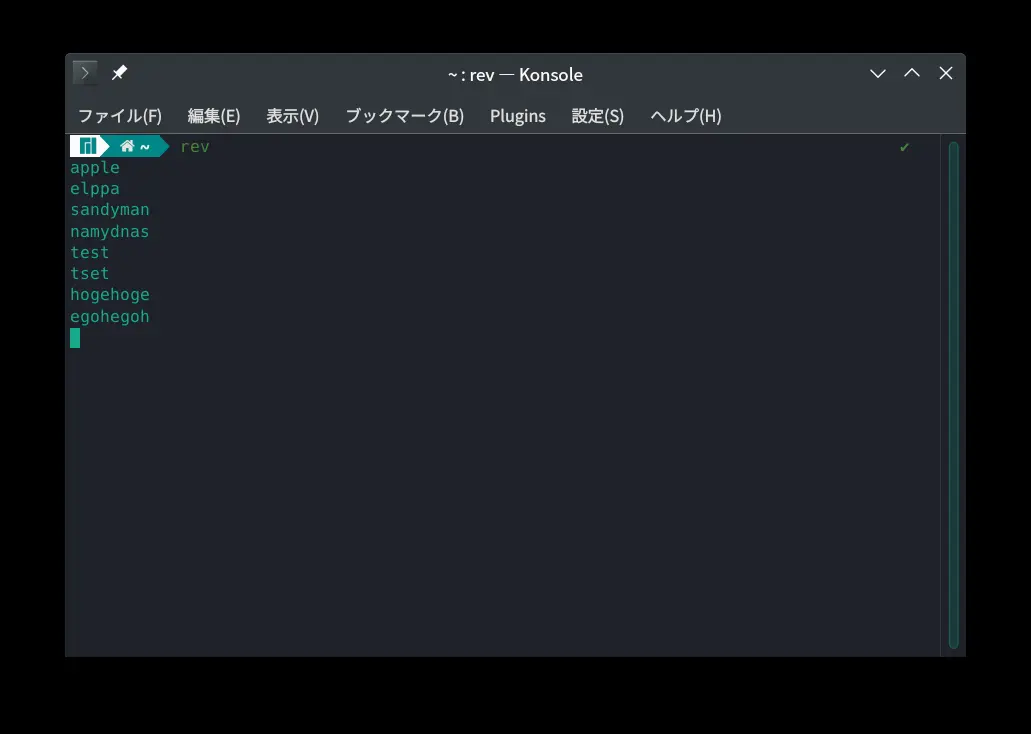 ~ : rev — Konsole
ファイル(F) 編集(E) 表示(V) ブックマーク(B) Plugins 設定(S) ヘルプ(H)
~ rev ✔
apple
elppa
sandyman
namydnas
test
tset
hogehoge
egohegoh